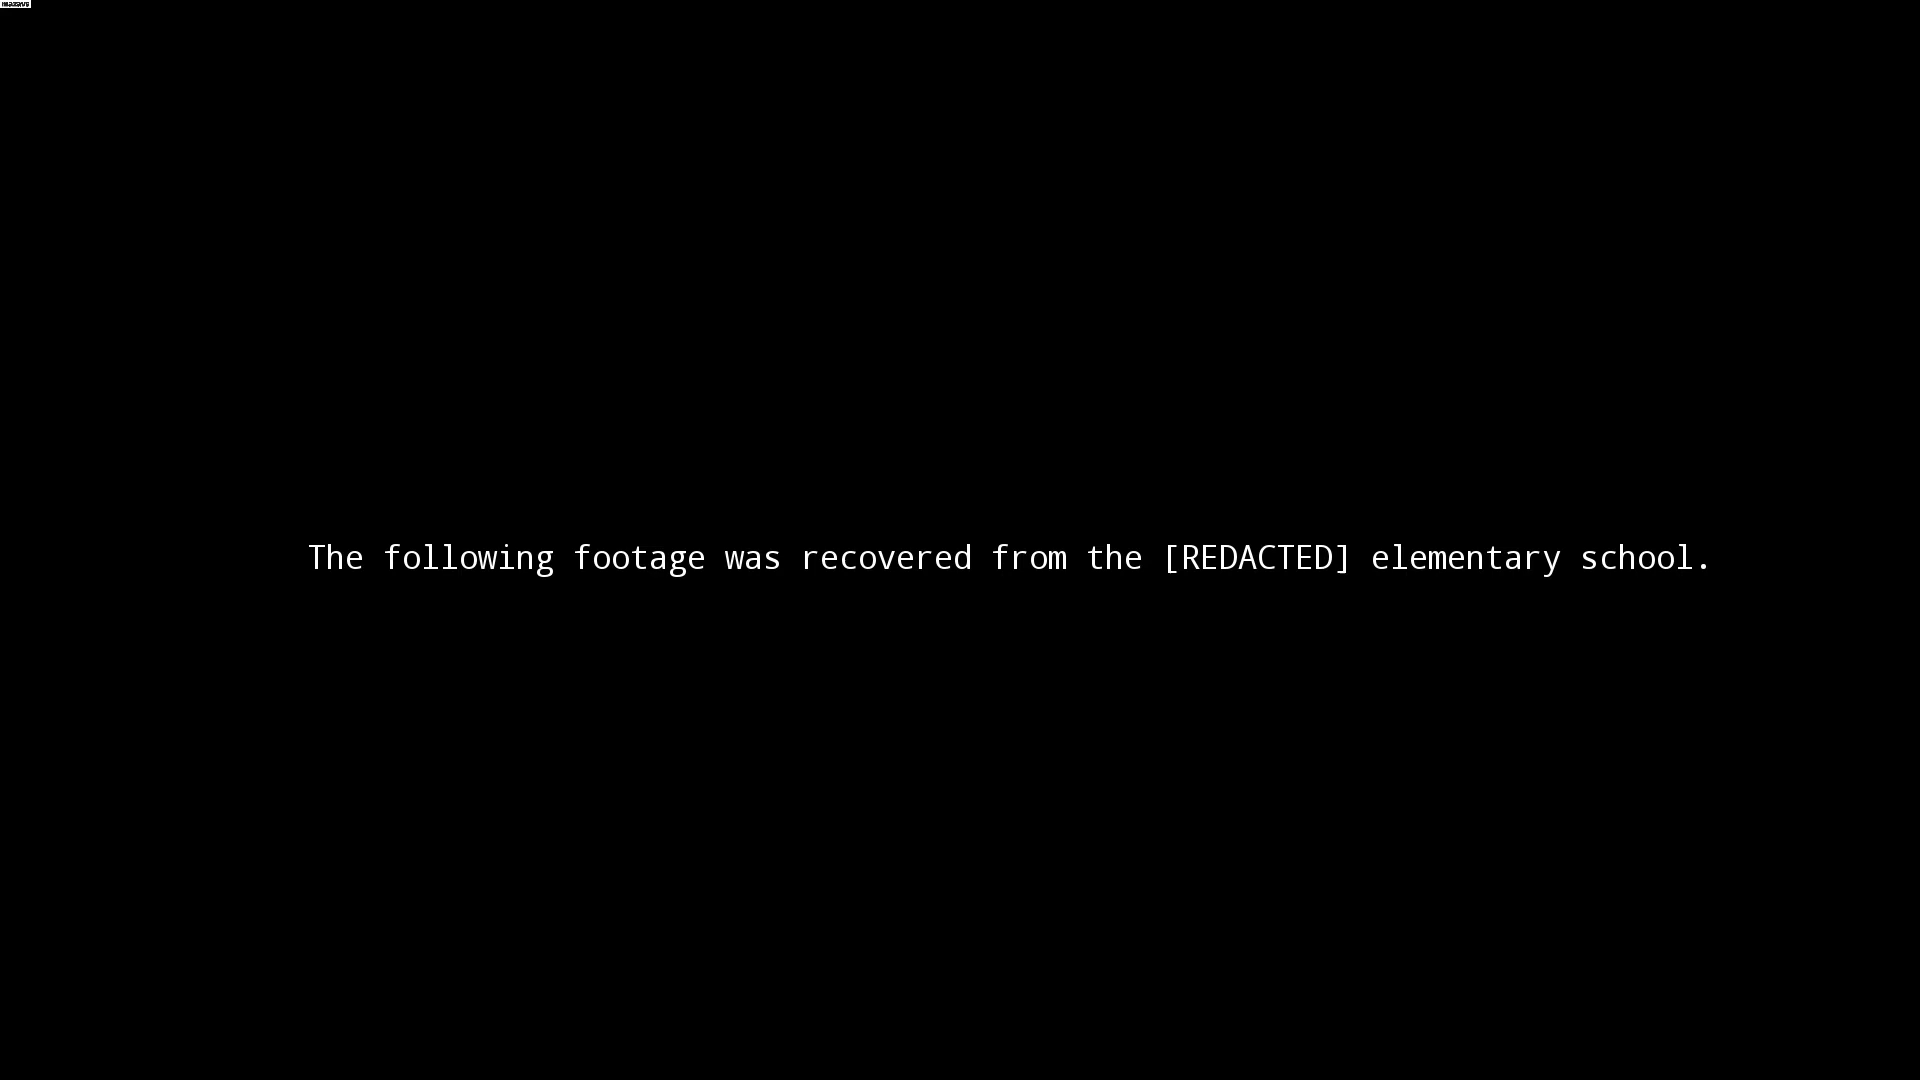 The following footage was recovered from the [REDACTED] elementary school.